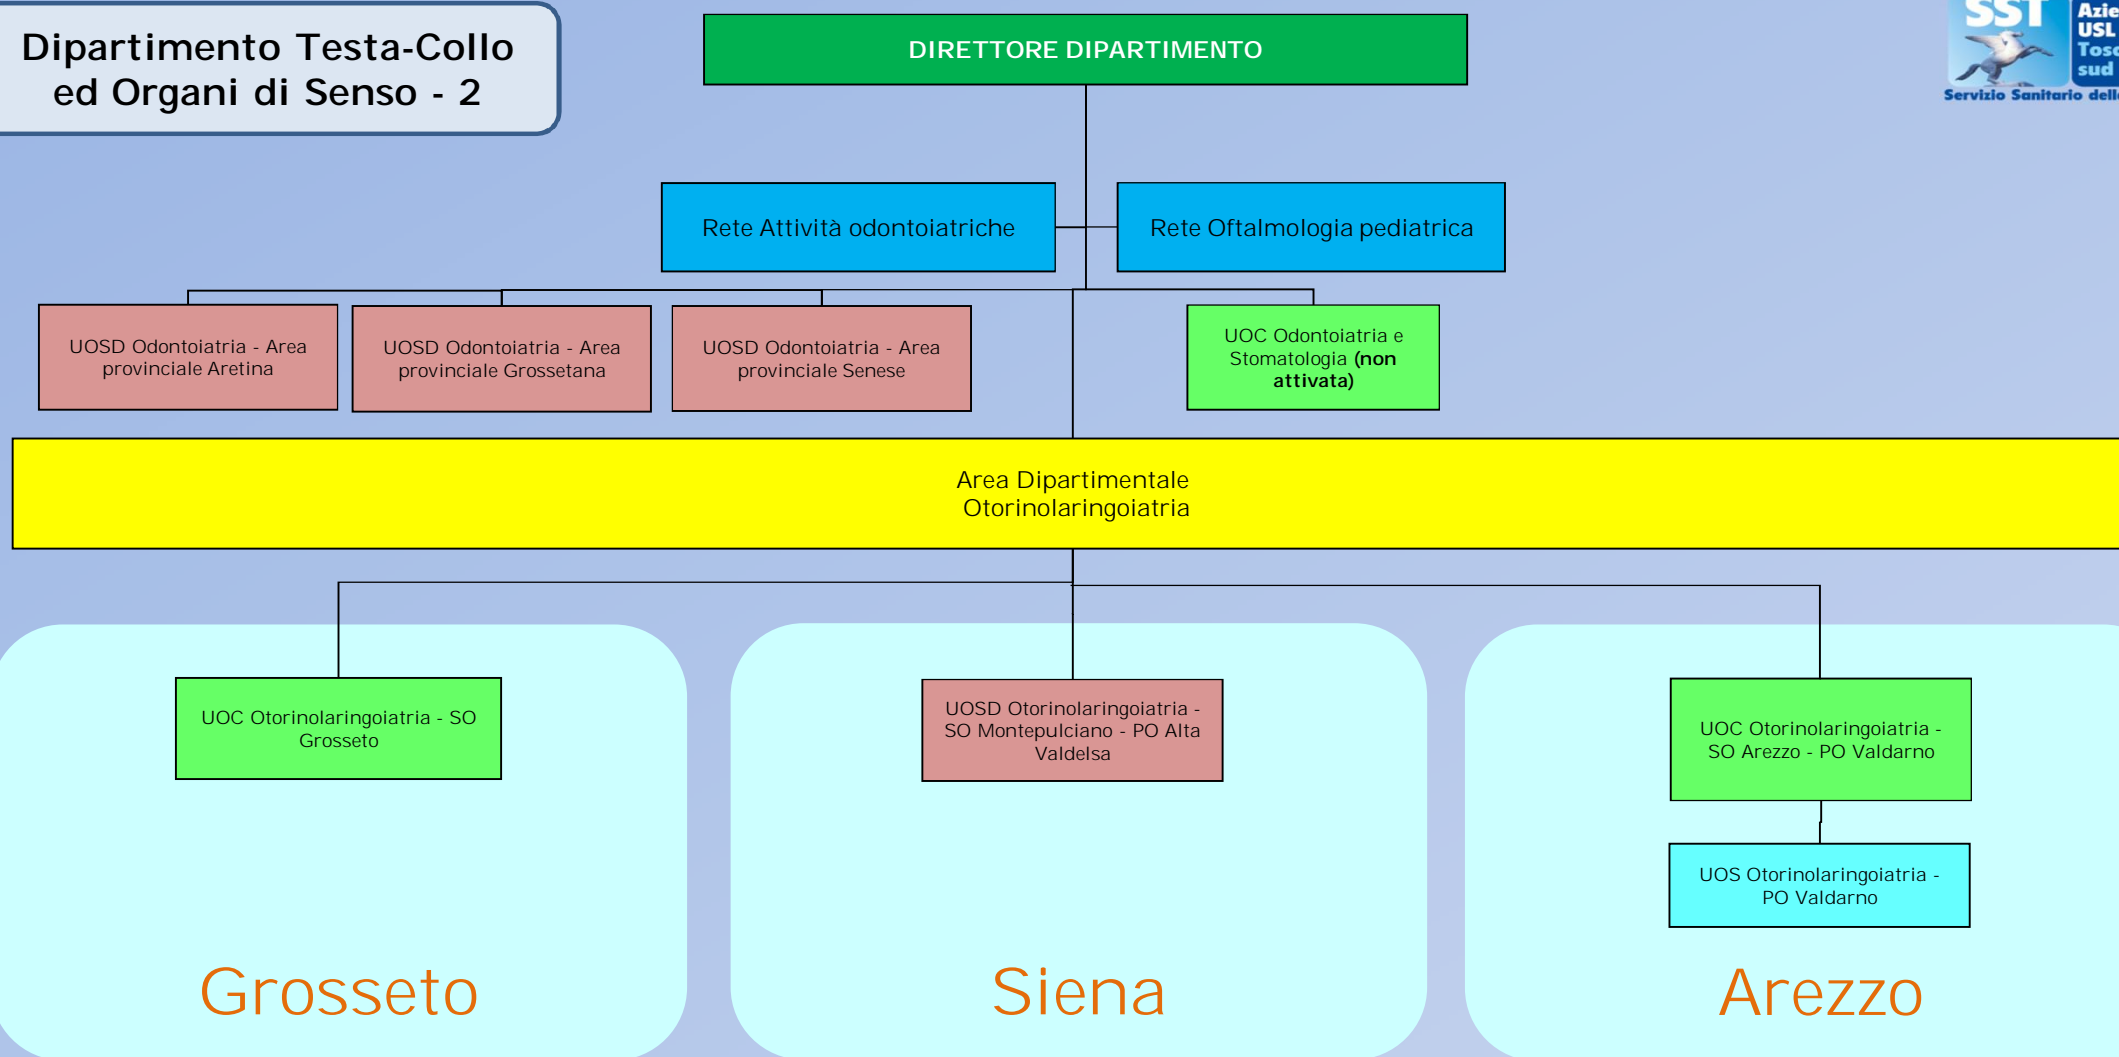 Dipartimento Testa-Collo
ed Organi di Senso - 2
DIRETTORE DIPARTIMENTO
SST
USL
sud
Servizio Sanitario
Rete Attività odontoiatriche
Rete Oftalmologia pediatrica
UOSD Odontoiatria - Area
provinciale Aretina
UOSD Odontoiatria - Area
provinciale Grossetana
UOSD Odontoiatria - Area
provinciale Senese
UOC Odontoiatria e
Stomatologia (non
attivata)
Area Dipartimentale
Otorinolaringoiatria
UOC Otorinolaringoiatria - SO
Grosseto
UOSD Otorinolaringoiatria -
SO Montepulciano - PO Alta
Valdelsa
UOC Otorinolaringoiatria -
SO Arezzo - PO Valdarno
UOS Otorinolaringoiatria -
PO Valdarno
Grosseto
Siena
Arezzo